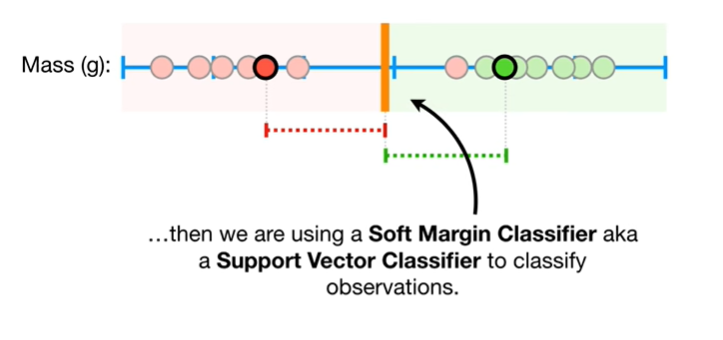 Mass (g):
...then we are using a Soft Margin Classifier aka
a Support Vector Classifier to classify
observations.